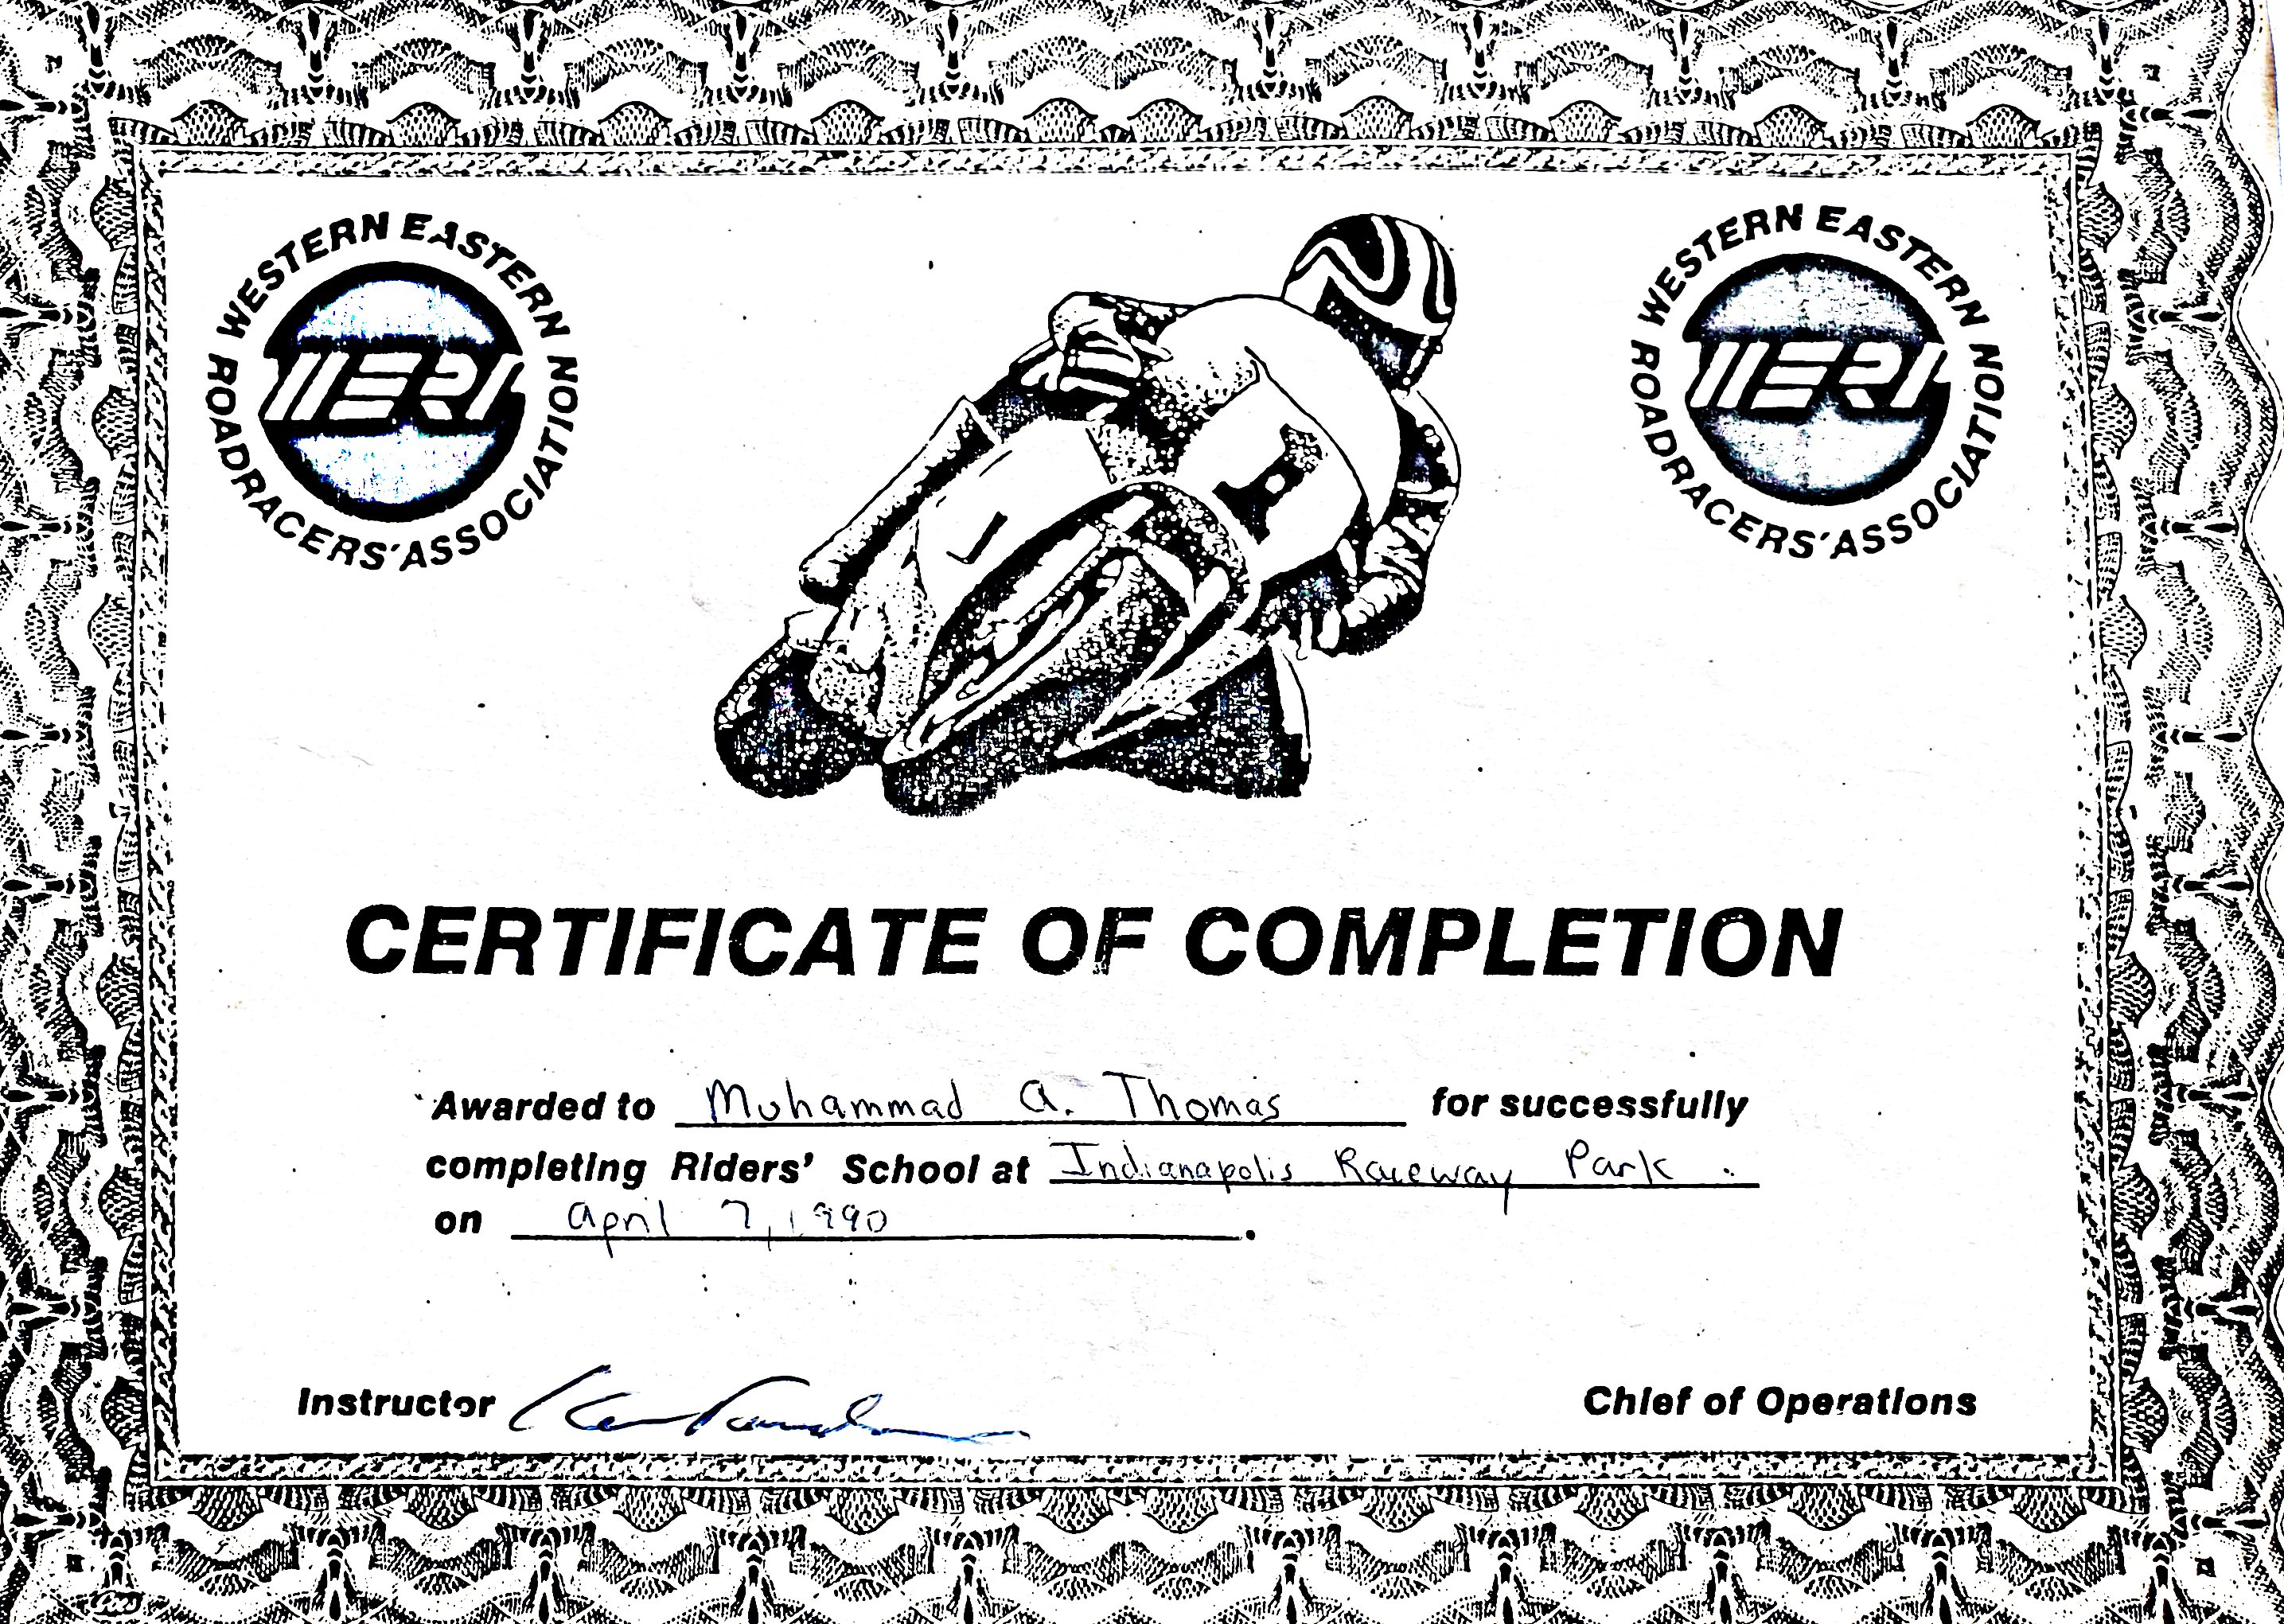 WESTERN EASTERN ROADRACERS' ASSOCIATION
WERA
WESTERN EASTERN ROADRACERS' ASSOCIATION
WERA
1
CERTIFICATE OF COMPLETION
Awarded to Muhammad A. Thomas for successfully
completing Riders' School at Indianapolis Raceway Park
on April 7, 1990.
Instructor
Chief of Operations